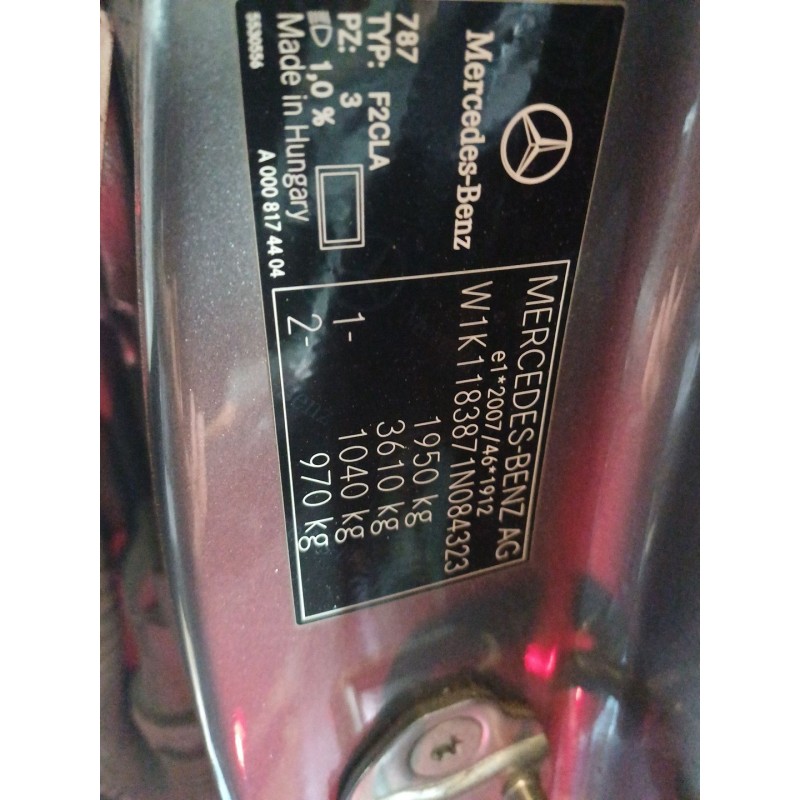 Mercedes-Benz
787
TYP: F2CLA
PZ: 3
1,0 %
Made in Hungary
5530056
A 000 817 44 04
MERCEDES-BENZ AG
e1*2007/46*1912
W1K1183871N084323
1950 kg
3610 kg
1- 1040 kg
2- 970 kg